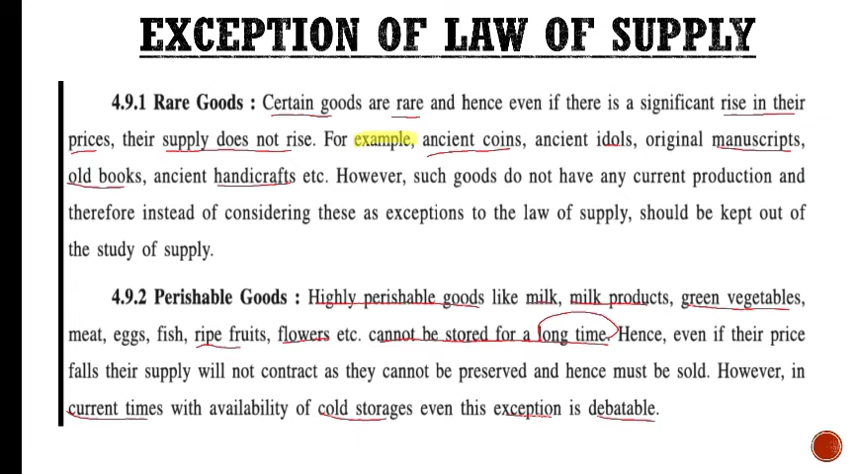 EXCEPTION OF LAW OF SUPPLY
4.9.1 Rare Goods : Certain goods are rare and hence even if there is a significant rise in their
prices, their supply does not rise. For example, ancient coins, ancient idols, original manuscripts,
old books, ancient handicrafts etc. However, such goods do not have any current production and
therefore instead of considering these as exceptions to the law of supply, should be kept out of
the study of supply.
4.9.2 Perishable Goods : Highly perishable goods like milk, milk products, green vegetables,
meat, eggs, fish, ripe fruits, flowers etc. cannot be stored for a long time. Hence, even if their price
falls their supply will not contract as they cannot be preserved and hence must be sold. However, in
current times with availability of cold storages even this exception is debatable.